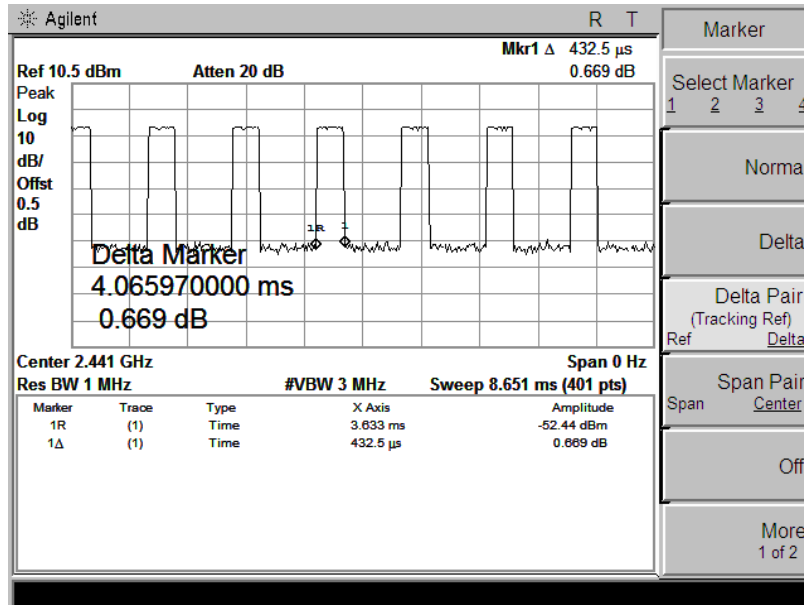 Agilent R T
Mkr1 Δ 432.5 µs
Ref 10.5 dBm Atten 20 dB 0.669 dB
Peak
Log
10
dB/
Offst
0.5
dB
1R 1
Delta Marker
4.065970000 ms
0.669 dB
Center 2.441 GHz Span 0 Hz
Res BW 1 MHz #VBW 3 MHz Sweep 8.651 ms (401 pts)
Marker Trace Type X Axis Amplitude
1R (1) Time 3.633 ms -52.44 dBm
1Δ (1) Time 432.5 µs 0.669 dB
Marker
Select Marker
1 2 3 4
Norma
Delta
Delta Pair
(Tracking Ref)
Ref Delta
Span Pair
Span Center
Off
More
1 of 2